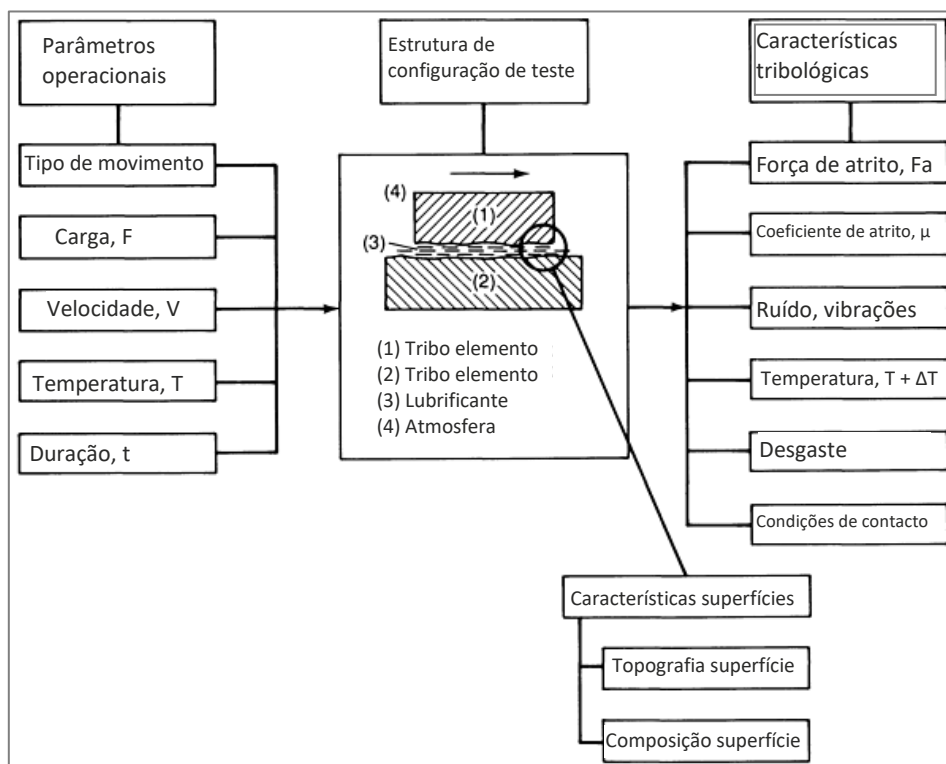 Parâmetros
operacionais
Tipo de movimento
Carga, F
Velocidade, V
Temperatura, T
Duração, t
Estrutura de
configuração de teste
(4)
(1)
(3)
(2)
(1) Tribo elemento
(2) Tribo elemento
(3) Lubrificante
(4) Atmosfera
Características
tribológicas
Força de atrito, Fa
Coeficiente de atrito, µ
Ruído, vibrações
Temperatura, T + ΔT
Desgaste
Condições de contacto
Características superfícies
Topografia superfície
Composição superfície